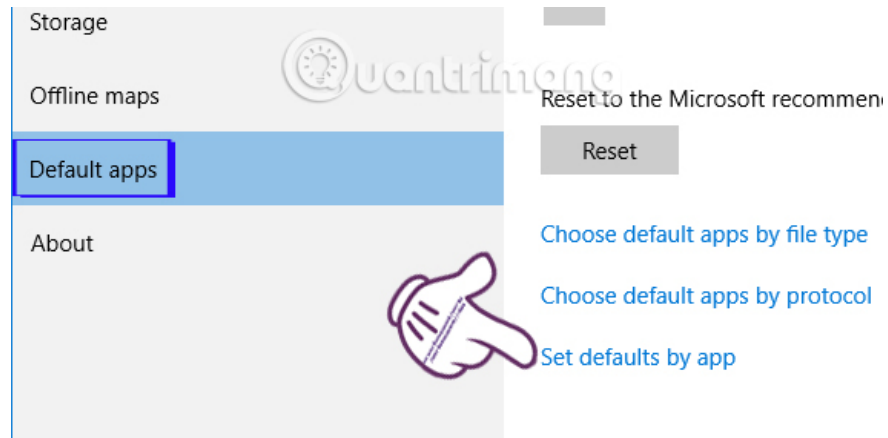 Storage
Quantrimang
Offline maps
Reset to the Microsoft recommen
Reset
Default apps
Choose default apps by file type
About
Choose default apps by protocol
Set defaults by app